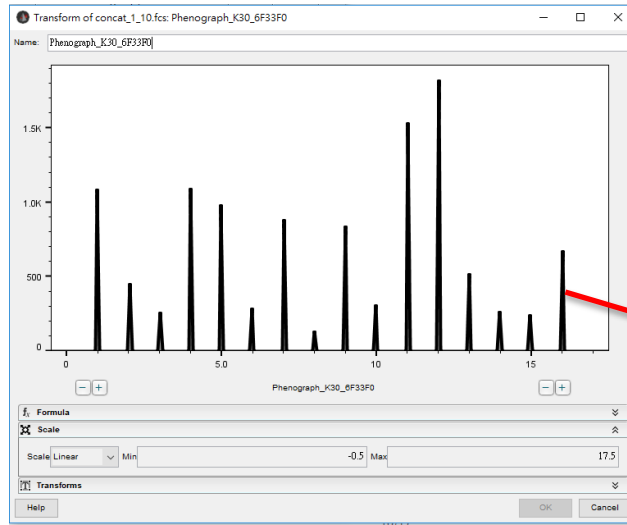 Transform of concat_1_10.fcs: Phenograph_K30_6F33F0
Name: Phenograph_K30_6F33F0
1.5K
1.0K
500
0
0 5.0 10 15
Phenograph_K30_6F33F0
fx Formula
Scale
Scale Linear Min -0.5 Max 17.5
[T] Transforms
Help OK Cancel